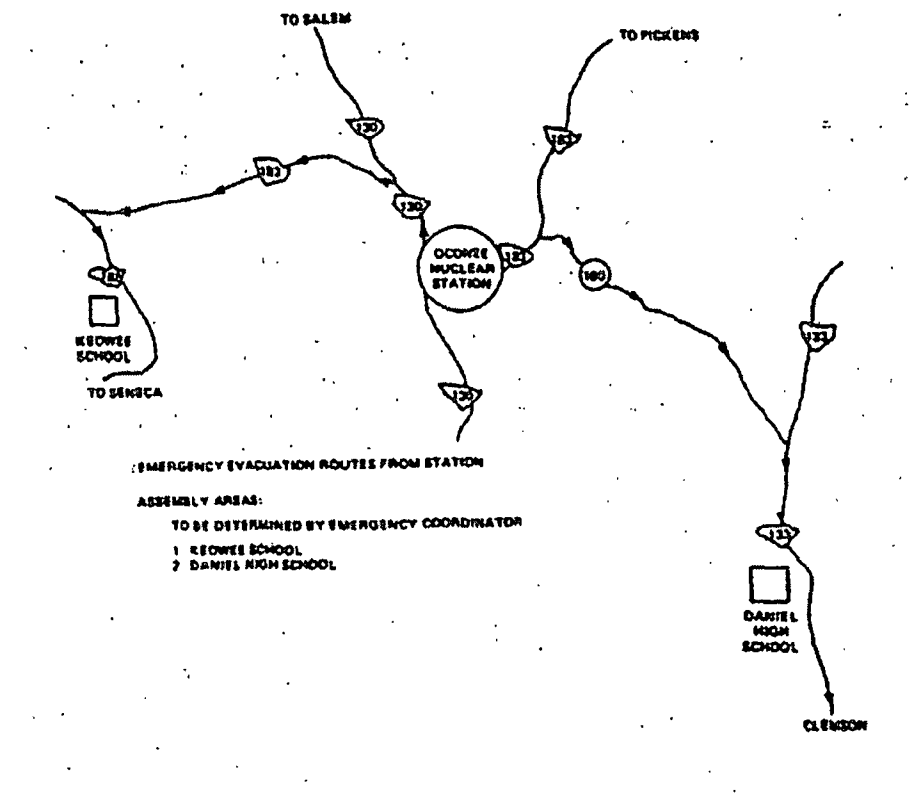 TO SALEM
TO PICKENS
130
183
183
130
OCONEE
NUCLEAR
STATION
183
160
133
KEOWEE
SCHOOL
TO SENECA
130
EMERGENCY EVACUATION ROUTES FROM STATION
ASSEMBLY AREAS:
TO BE DETERMINED BY EMERGENCY COORDINATOR
1 KEOWEE SCHOOL
2 DANIEL HIGH SCHOOL
133
DANIEL
HIGH
SCHOOL
CLEMSON